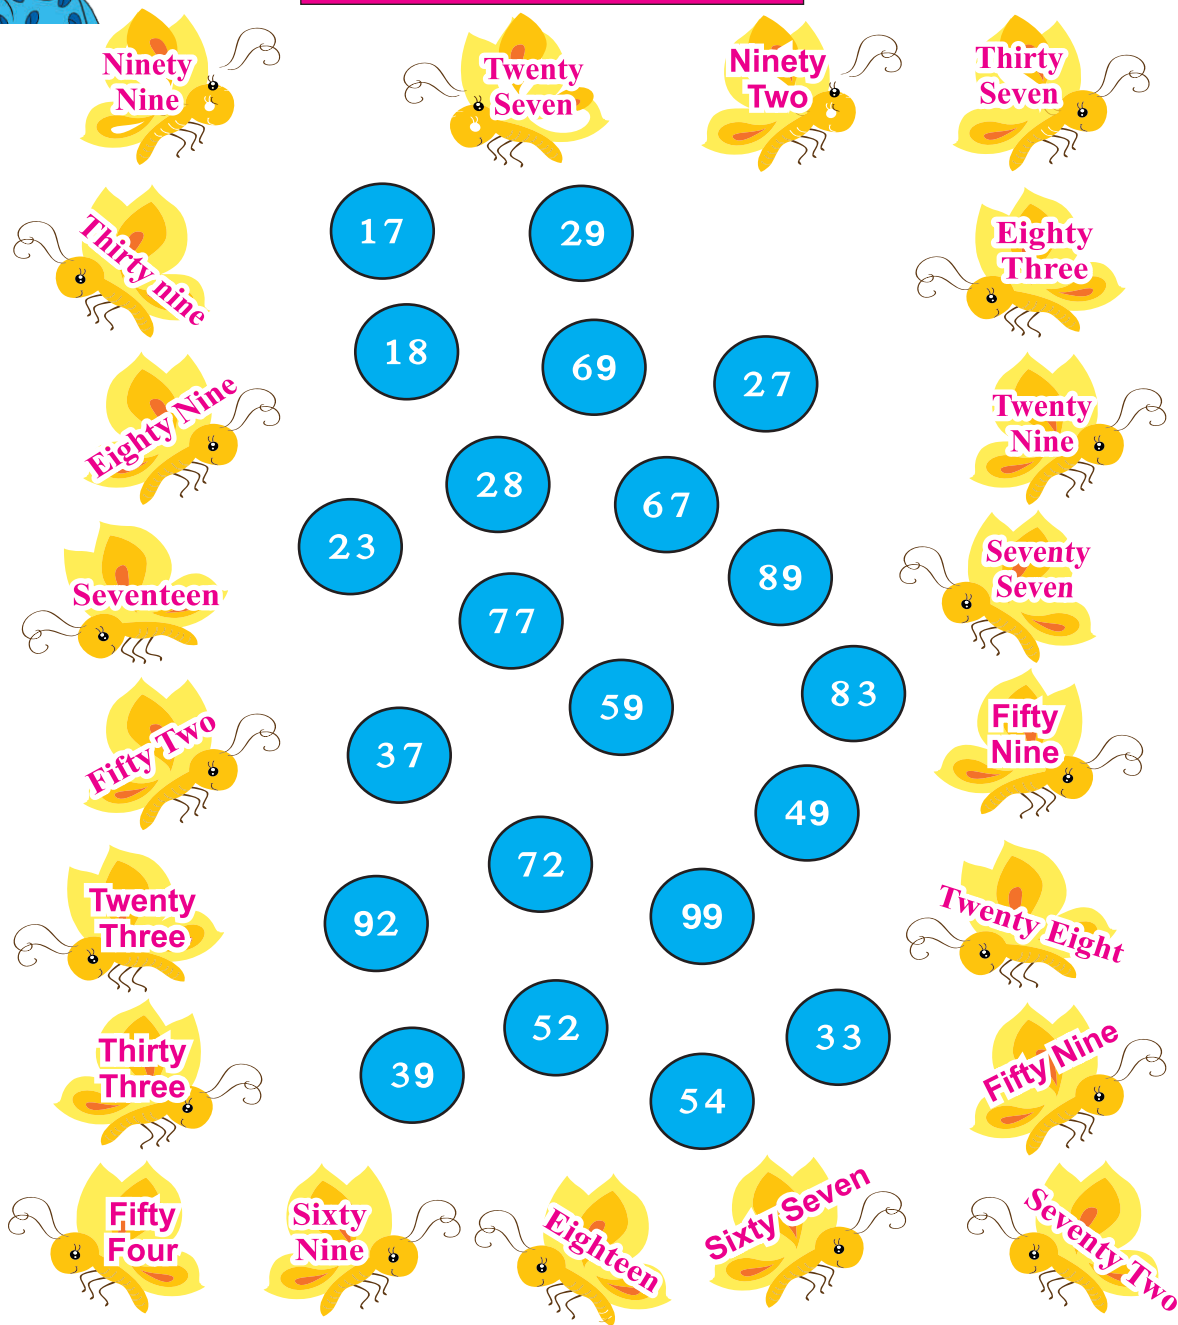 Ninety
Nine
Twenty
Seven
Ninety
Two
Thirty
Seven
17
29
Thirty nine
Eighty
Three
18
69
27
Eighty Nine
Twenty
Nine
28
67
23
89
Seventeen
Seventy
Seven
77
83
59
Fifty Two
37
Fifty
Nine
49
72
92
99
Twenty
Three
Twenty Eight
52
33
39
54
Thirty
Three
Fifty Nine
Fifty
Four
Sixty
Nine
Eighteen
Sixty Seven
Seventy Two